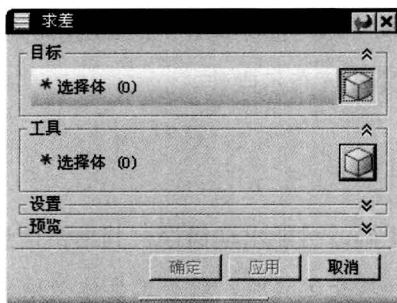 求差
目标
* 选择体 (0)
工具
* 选择体 (0)
设置
预览
确定 应用 取消